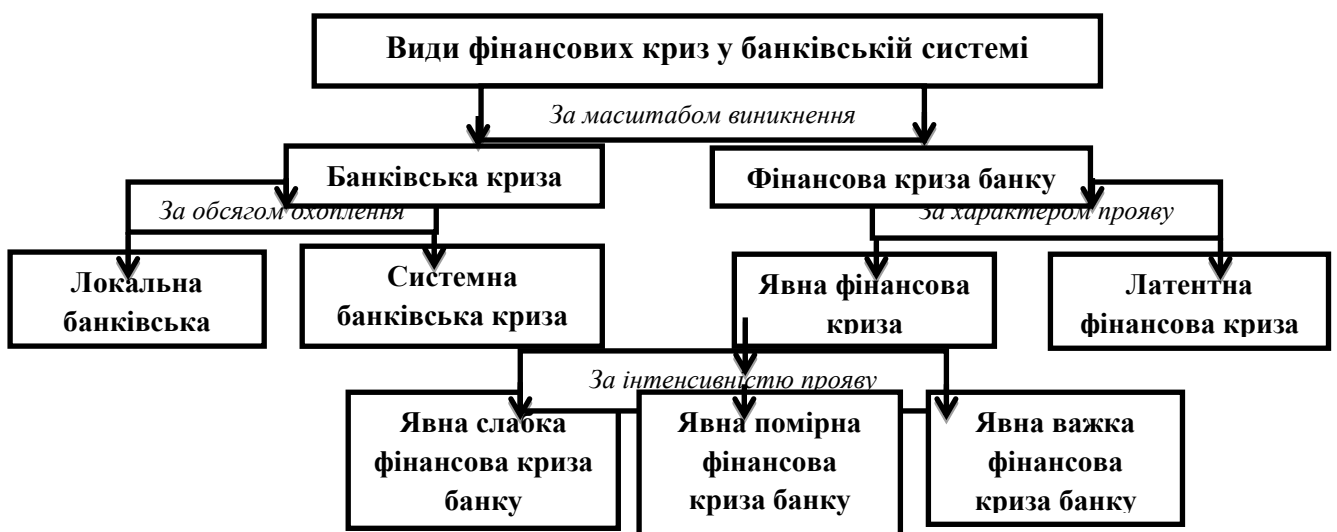 Види фінансових криз у банківській системі
За масштабом виникнення
Банківська криза
Фінансова криза банку
За обсягом охоплення
За характером прояву
Локальна
банківська
Системна
банківська криза
Явна фінансова
криза
Латентна
фінансова криза
За інтенсивністю прояву
Явна слабка
фінансова криза
банку
Явна помірна
фінансова
криза банку
Явна важка
фінансова
криза банку